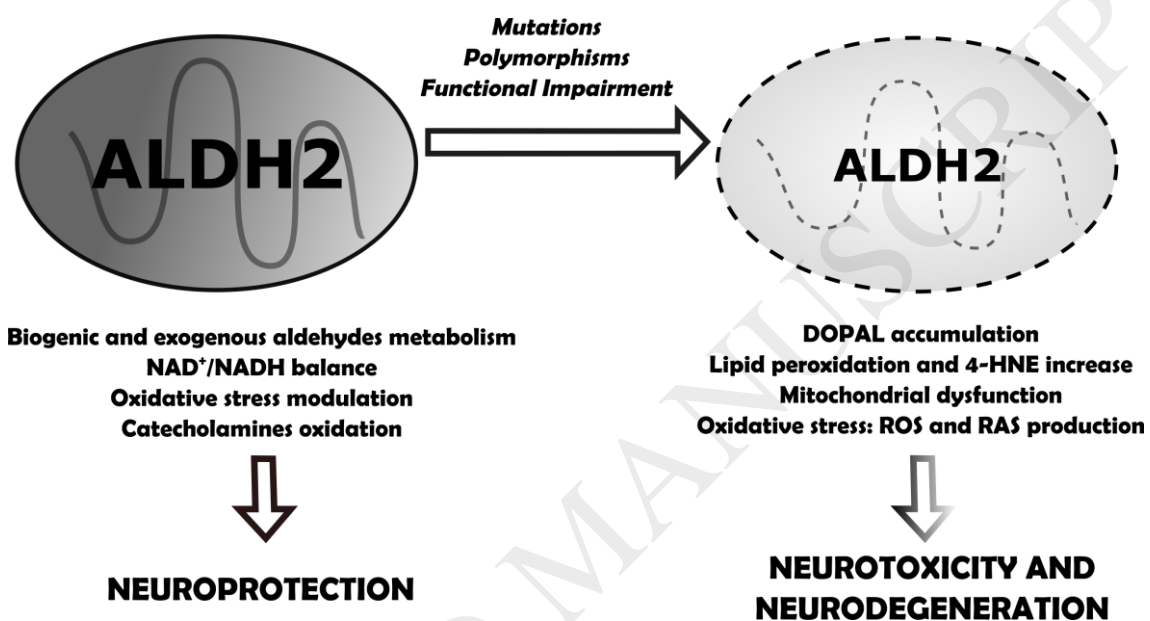 Mutations
Polymorphisms
Functional Impairment
ALDH2
ALDH2
Biogenic and exogenous aldehydes metabolism
NAD⁺/NADH balance
Oxidative stress modulation
Catecholamines oxidation
NEUROPROTECTION
DOPAL accumulation
Lipid peroxidation and 4-HNE increase
Mitochondrial dysfunction
Oxidative stress: ROS and RAS production
NEUROTOXICITY AND
NEURODEGENERATION
MANUSCRIP